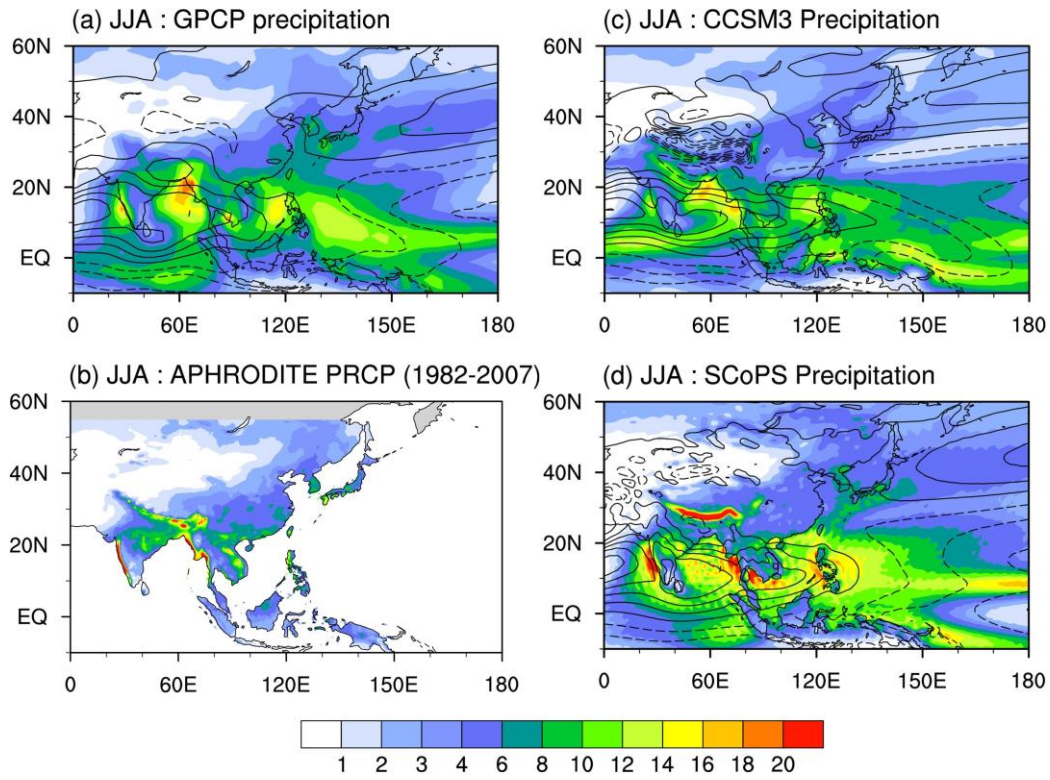 (a) JJA : GPCP precipitation
60N
40N
20N
EQ
0 60E 120E 150E 180
(c) JJA : CCSM3 Precipitation
60N
40N
20N
EQ
0 60E 120E 150E 180
(b) JJA : APHRODITE PRCP (1982-2007)
60N
40N
20N
EQ
0 60E 120E 150E 180
(d) JJA : SCoPS Precipitation
60N
40N
20N
EQ
0 60E 120E 150E 180
1 2 3 4 6 8 10 12 14 16 18 20